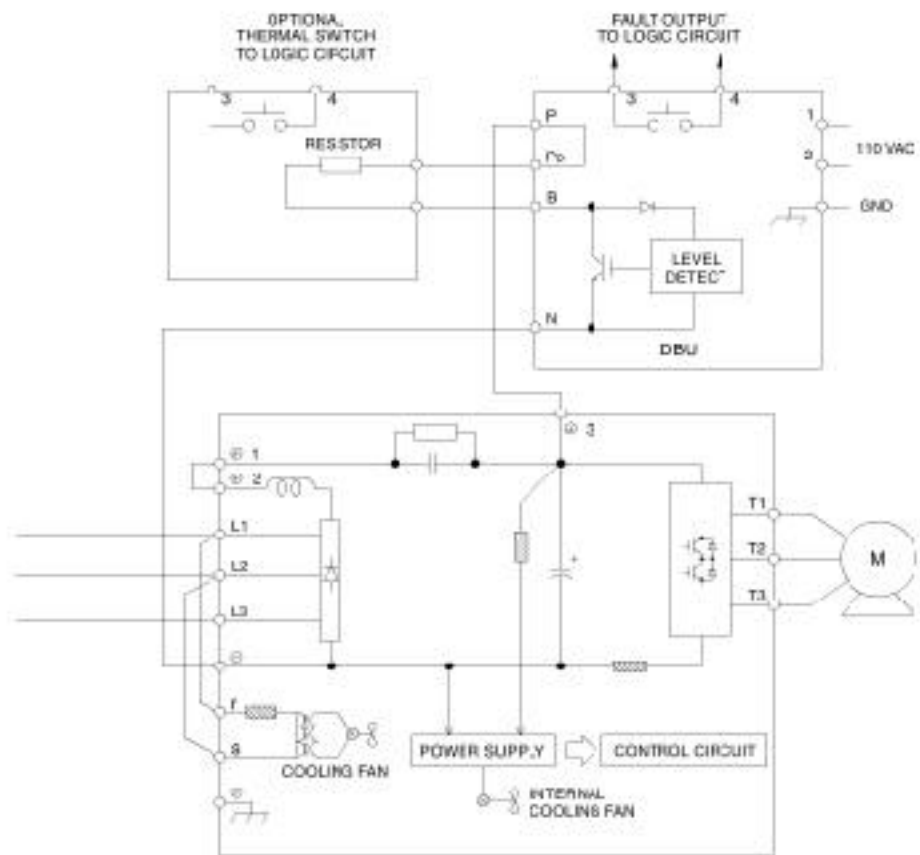 OPTIONAL
THERMAL SWITCH
TO LOGIC CIRCUIT
FAULT OUTPUT
TO LOGIC CIRCUIT
3
4
3
4
RESISTOR
P
1
110 VAC
2
B
GND
LEVEL
DETECT
N
DBU
⊕ 3
⊕ 1
⊕ 2
L1
L2
L3
T1
T2
T3
M
+
⊖
r
s
COOLING FAN
POWER SUPPLY
CONTROL CIRCUIT
INTERNAL
COOLING FAN